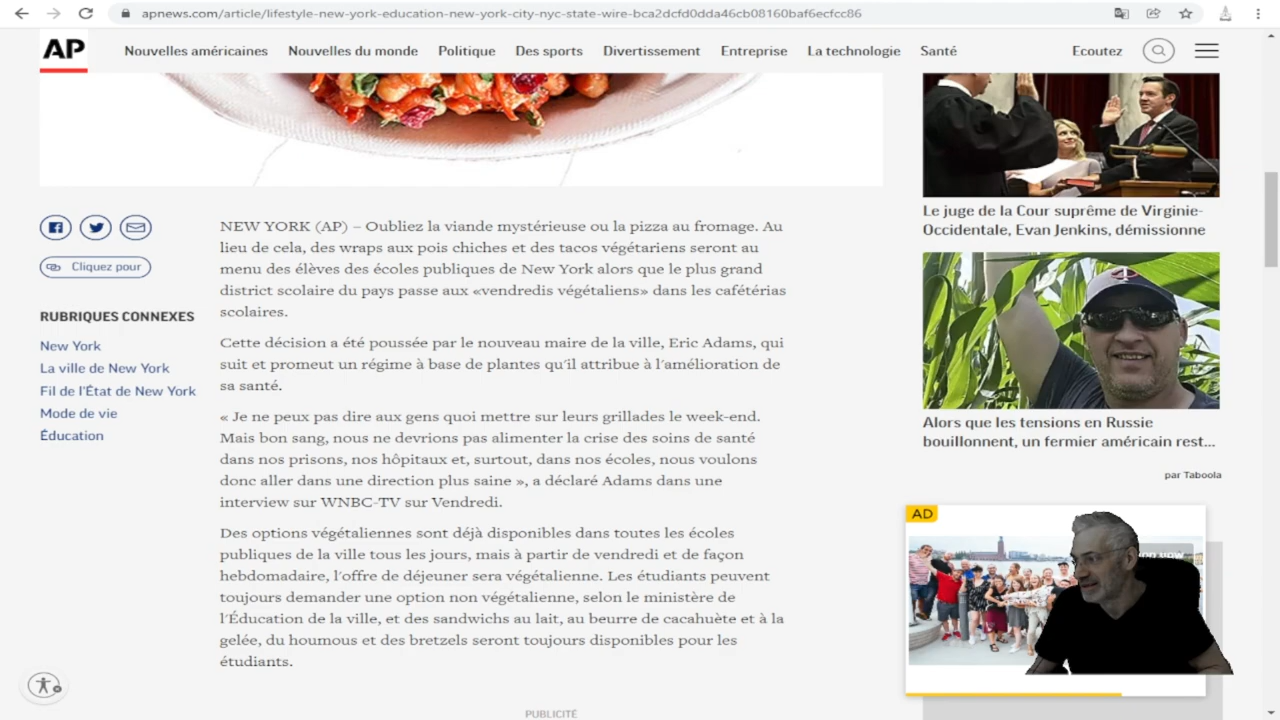 apnews.com/article/lifestyle-new-york-education-new-york-city-nyc-state-wire-bca2dcfd0dda46cb08160baf6ecfcc86
AP
Nouvelles américaines
Nouvelles du monde
Politique
Des sports
Divertissement
Entreprise
La technologie
Santé
Ecoutez
Cliquez pour
RUBRIQUES CONNEXES
New York
La ville de New York
Fil de l'État de New York
Mode de vie
Éducation
NEW YORK (AP) – Oubliez la viande mystérieuse ou la pizza au fromage. Au
lieu de cela, des wraps aux pois chiches et des tacos végétariens seront au
menu des élèves des écoles publiques de New York alors que le plus grand
district scolaire du pays passe aux «vendredis végétaliens» dans les cafétérias
scolaires.
Cette décision a été poussée par le nouveau maire de la ville, Eric Adams, qui
suit et promeut un régime à base de plantes qu'il attribue à l'amélioration de
sa santé.
« Je ne peux pas dire aux gens quoi mettre sur leurs grillades le week-end.
Mais bon sang, nous ne devrions pas alimenter la crise des soins de santé
dans nos prisons, nos hôpitaux et, surtout, dans nos écoles, nous voulons
donc aller dans une direction plus saine », a déclaré Adams dans une
interview sur WNBC-TV sur Vendredi.
Des options végétaliennes sont déjà disponibles dans toutes les écoles
publiques de la ville tous les jours, mais à partir de vendredi et de façon
hebdomadaire, l'offre de déjeuner sera végétalienne. Les étudiants peuvent
toujours demander une option non végétalienne, selon le ministère de
l'Éducation de la ville, et des sandwichs au lait, au beurre de cacahuète et à la
gelée, du houmous et des bretzels seront toujours disponibles pour les
étudiants.
PUBLICITÉ
Le juge de la Cour suprême de Virginie-
Occidentale, Evan Jenkins, démissionne
Alors que les tensions en Russie
bouillonnent, un fermier américain rest...
par Taboola
AD